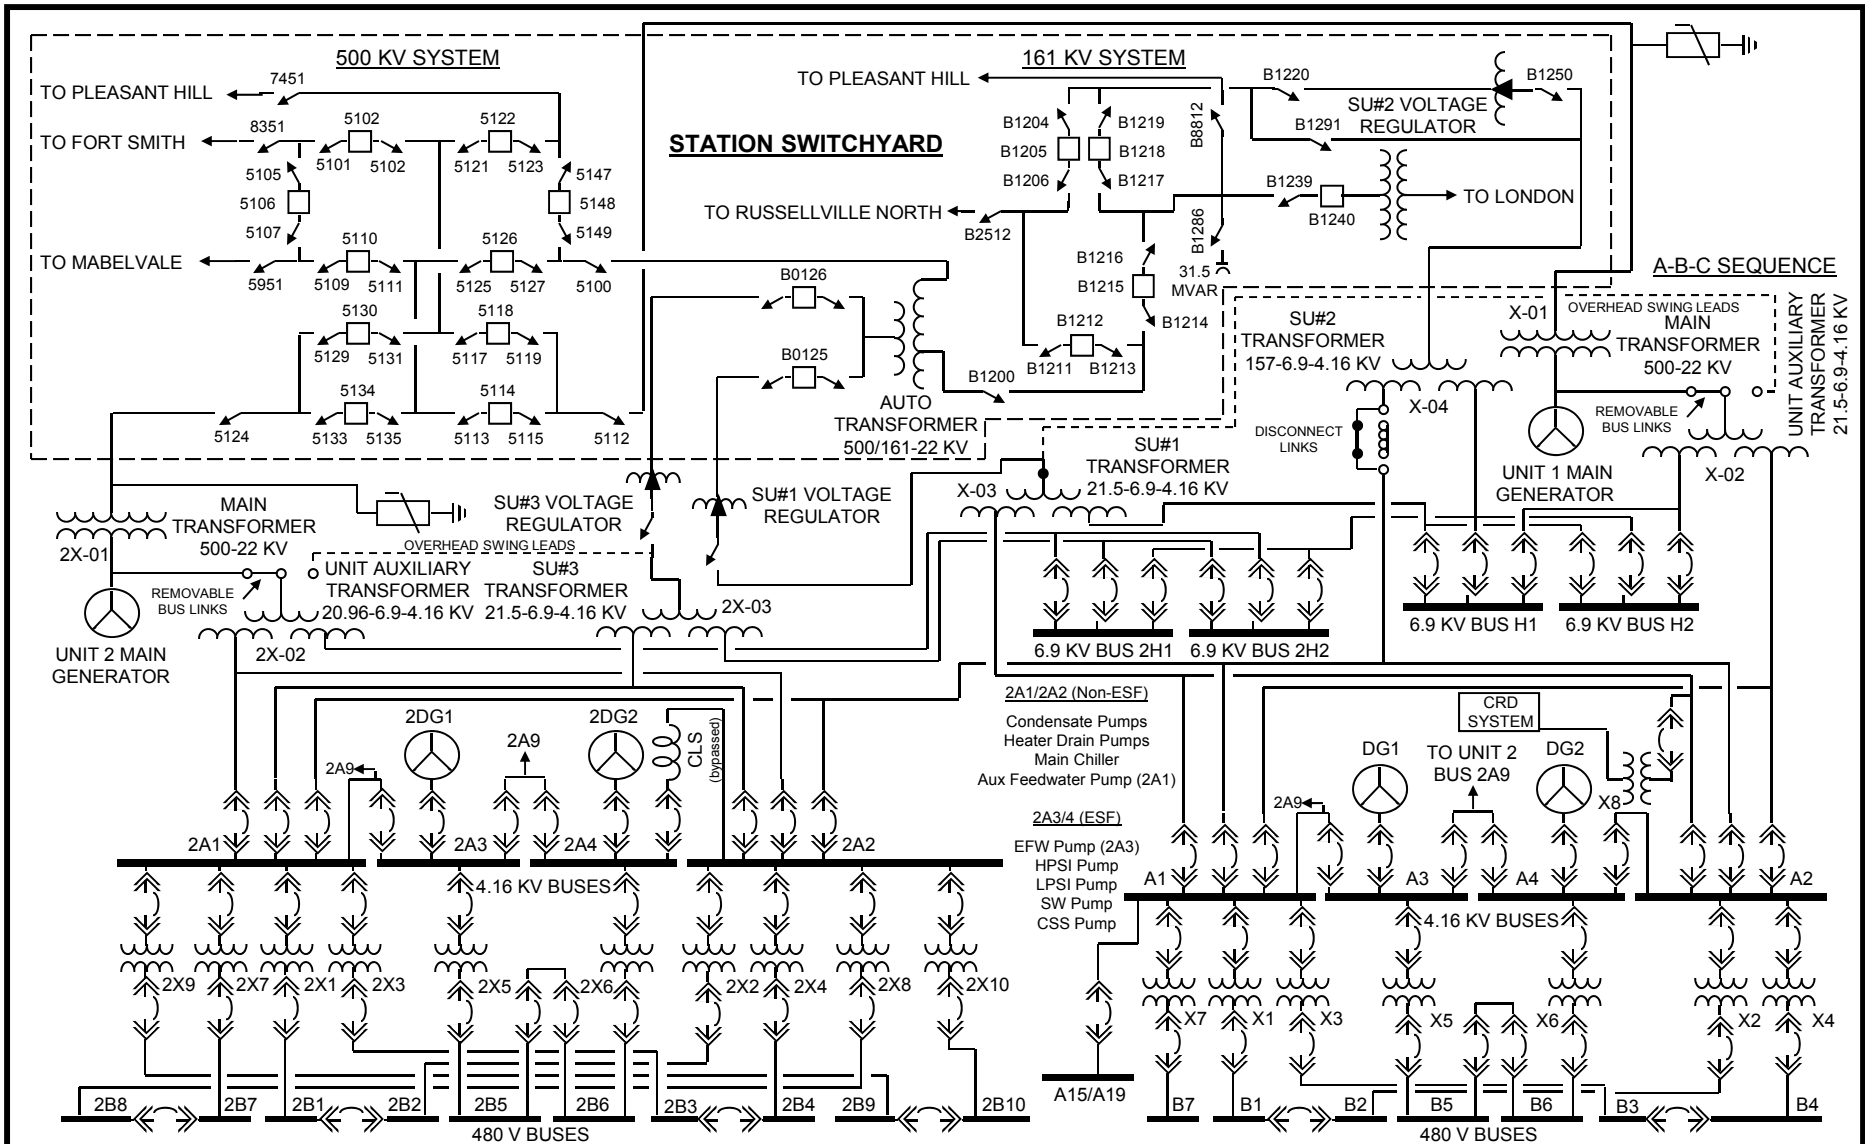 500 KV SYSTEM
161 KV SYSTEM
STATION SWITCHYARD
A-B-C SEQUENCE
TO PLEASANT HILL
7451
TO FORT SMITH
8351
5102
5122
5101
5102
5121
5123
5105
5106
5107
5147
5148
5149
TO MABELVALE
5951
5110
5126
5109
5111
5125
5127
5100
5130
5118
5129
5131
5117
5119
5134
5114
5124
5133
5135
5113
5115
5112
TO PLEASANT HILL
B1220
B1250
SU#2 VOLTAGE
REGULATOR
B8812
B1291
B1204
B1205
B1206
B1219
B1218
B1217
TO RUSSELLVILLE NORTH
B2512
B1239
B1240
TO LONDON
B1286
31.5
MVAR
B1216
B1215
B1214
B1212
B1211
B1213
B0126
B0125
B1200
AUTO
TRANSFORMER
500/161-22 KV
SU#2
TRANSFORMER
157-6.9-4.16 KV
X-04
DISCONNECT
LINKS
X-01
OVERHEAD SWING LEADS
MAIN
TRANSFORMER
500-22 KV
REMOVABLE
BUS LINKS
UNIT AUXILIARY
TRANSFORMER
21.5-6.9-4.16 KV
X-02
UNIT 1 MAIN
GENERATOR
SU#1
TRANSFORMER
21.5-6.9-4.16 KV
X-03
SU#3 VOLTAGE
REGULATOR
SU#1 VOLTAGE
REGULATOR
MAIN
TRANSFORMER
500-22 KV
2X-01
OVERHEAD SWING LEADS
UNIT AUXILIARY
TRANSFORMER
20.96-6.9-4.16 KV
SU#3
TRANSFORMER
21.5-6.9-4.16 KV
2X-03
REMOVABLE
BUS LINKS
2X-02
UNIT 2 MAIN
GENERATOR
6.9 KV BUS 2H1
6.9 KV BUS 2H2
6.9 KV BUS H1
6.9 KV BUS H2
2A1/2A2 (Non-ESF)
Condensate Pumps
Heater Drain Pumps
Main Chiller
Aux Feedwater Pump (2A1)
2A3/4 (ESF)
EFW Pump (2A3)
HPSI Pump
LPSI Pump
SW Pump
CSS Pump
2DG1
2DG2
2A9
2A9
CLS
(bypassed)
2A1
2A3
2A4
2A2
4.16 KV BUSES
2X9
2X7
2X1
2X3
2X5
2X6
2X2
2X4
2X8
2X10
2B8
2B7
2B1
2B2
2B5
2B6
2B3
2B4
2B9
2B10
480 V BUSES
CRD
SYSTEM
DG1
TO UNIT 2
BUS 2A9
DG2
X8
2A9
A1
A3
A4
A2
4.16 KV BUSES
X7
X1
X3
X5
X6
X2
X4
A15/A19
B7
B1
B2
B5
B6
B3
B4
480 V BUSES